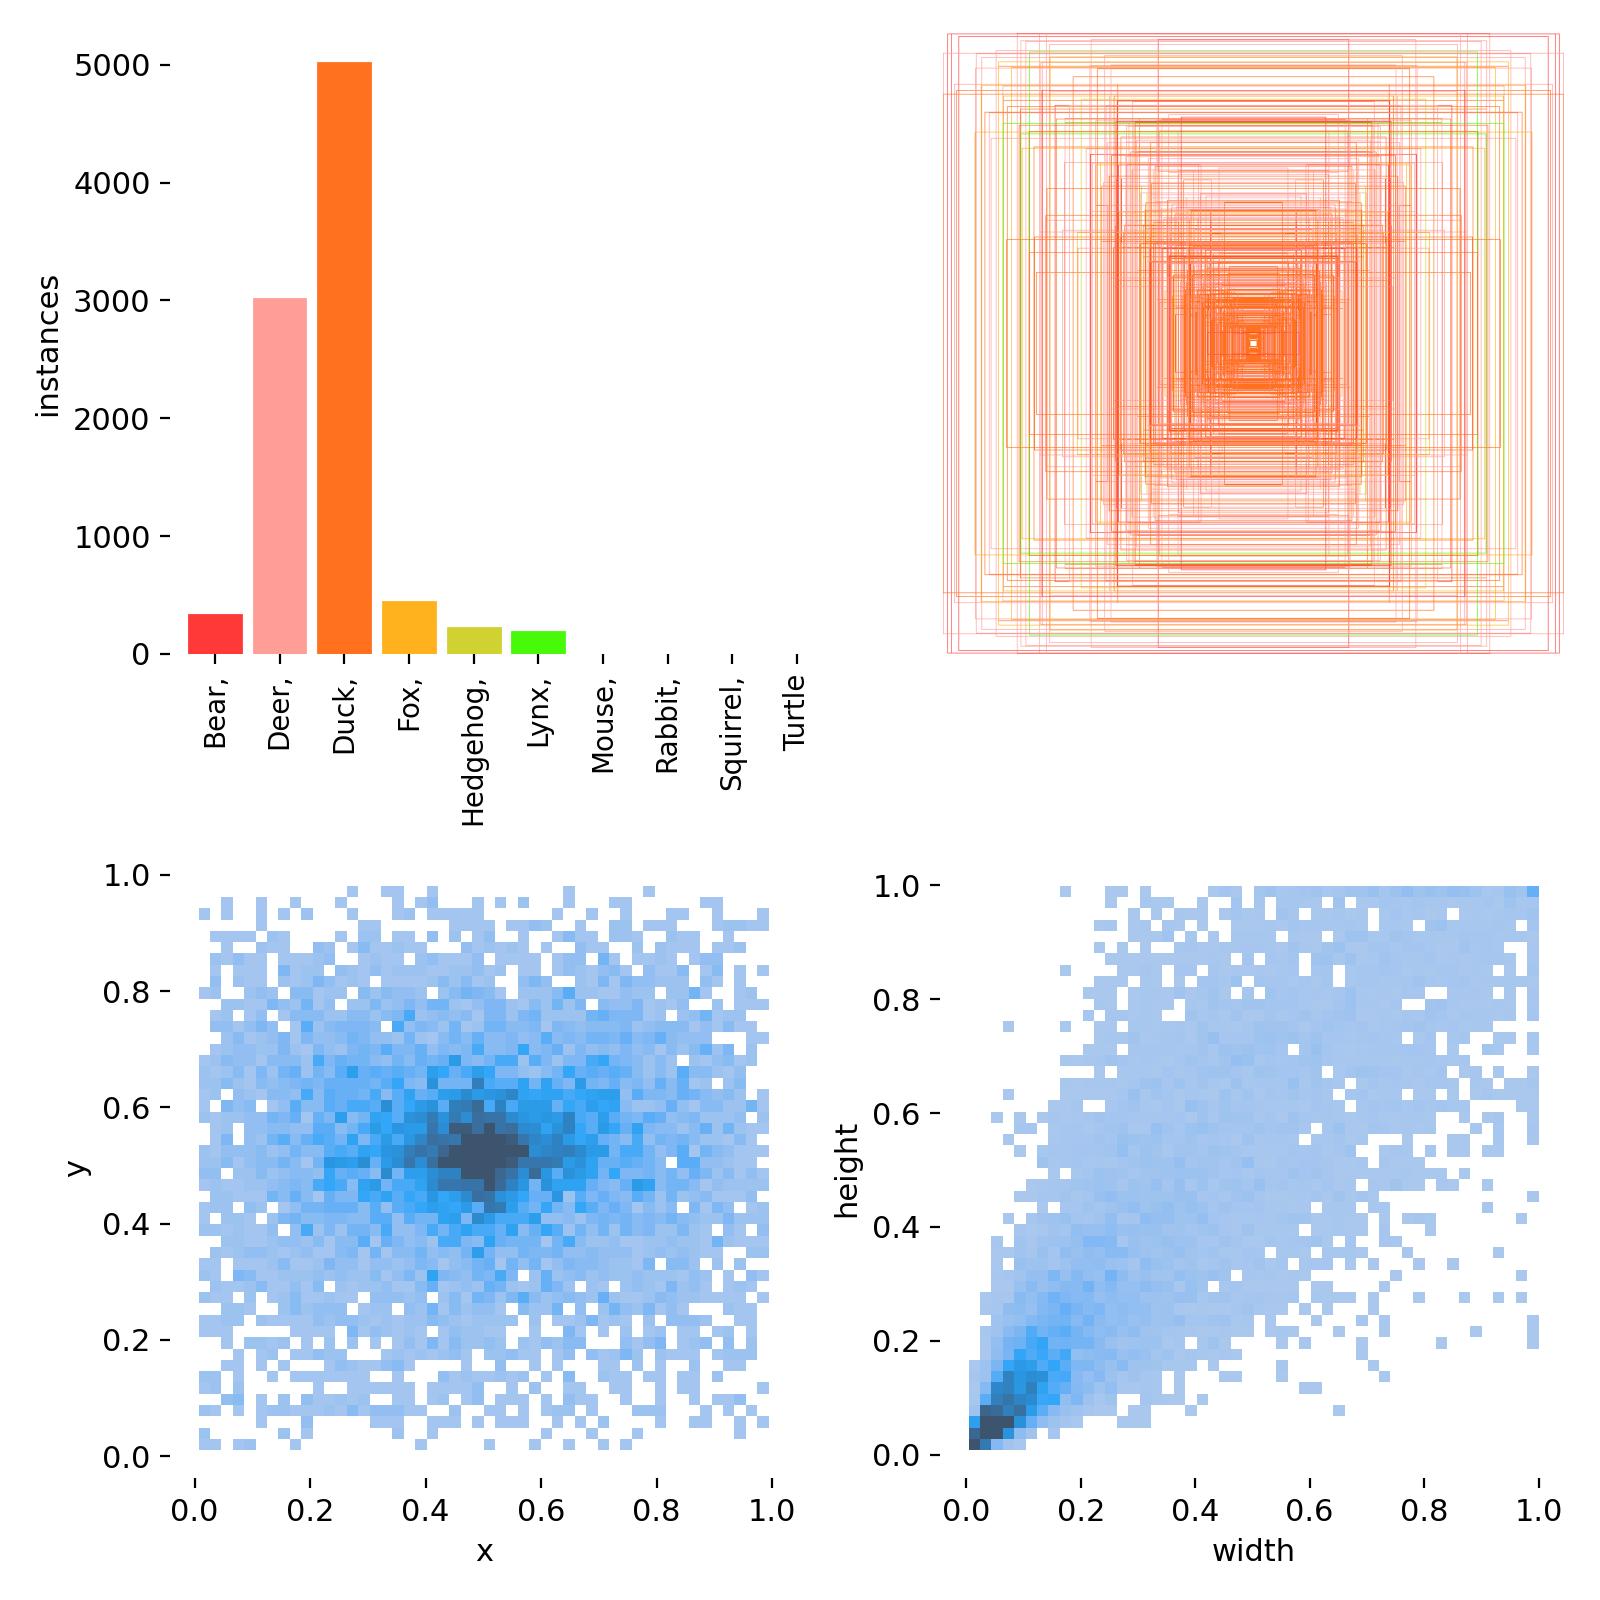 5000
4000
3000
2000
1000
0
instances
Bear,
Deer,
Duck,
Fox,
Hedgehog,
Lynx,
Mouse,
Rabbit,
Squirrel,
Turtle
1.0
0.8
0.6
0.4
0.2
0.0
y
0.0 0.2 0.4 0.6 0.8 1.0
x
1.0
0.8
0.6
0.4
0.2
0.0
height
0.0 0.2 0.4 0.6 0.8 1.0
width